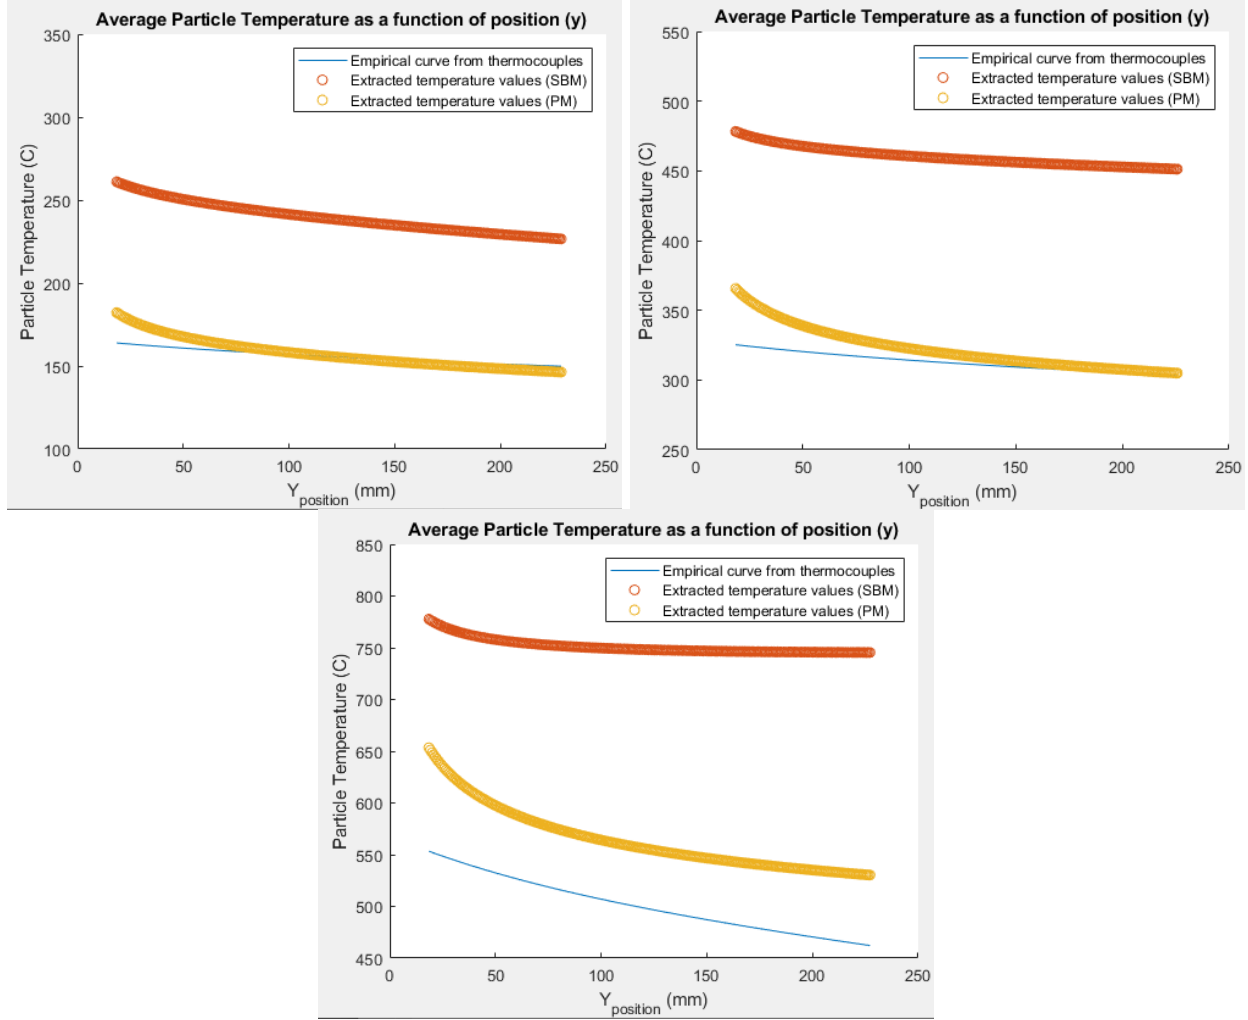 Average Particle Temperature as a function of position (y)
350
300
250
200
150
100
Particle Temperature (C)
Empirical curve from thermocouples
Extracted temperature values (SBM)
Extracted temperature values (PM)
0 50 100 150 200 250
Y position (mm)
Average Particle Temperature as a function of position (y)
550
500
450
400
350
300
250
Particle Temperature (C)
Empirical curve from thermocouples
Extracted temperature values (SBM)
Extracted temperature values (PM)
0 50 100 150 200 250
Y position (mm)
Average Particle Temperature as a function of position (y)
850
800
750
700
650
600
550
500
450
Particle Temperature (C)
Empirical curve from thermocouples
Extracted temperature values (SBM)
Extracted temperature values (PM)
0 50 100 150 200 250
Y position (mm)